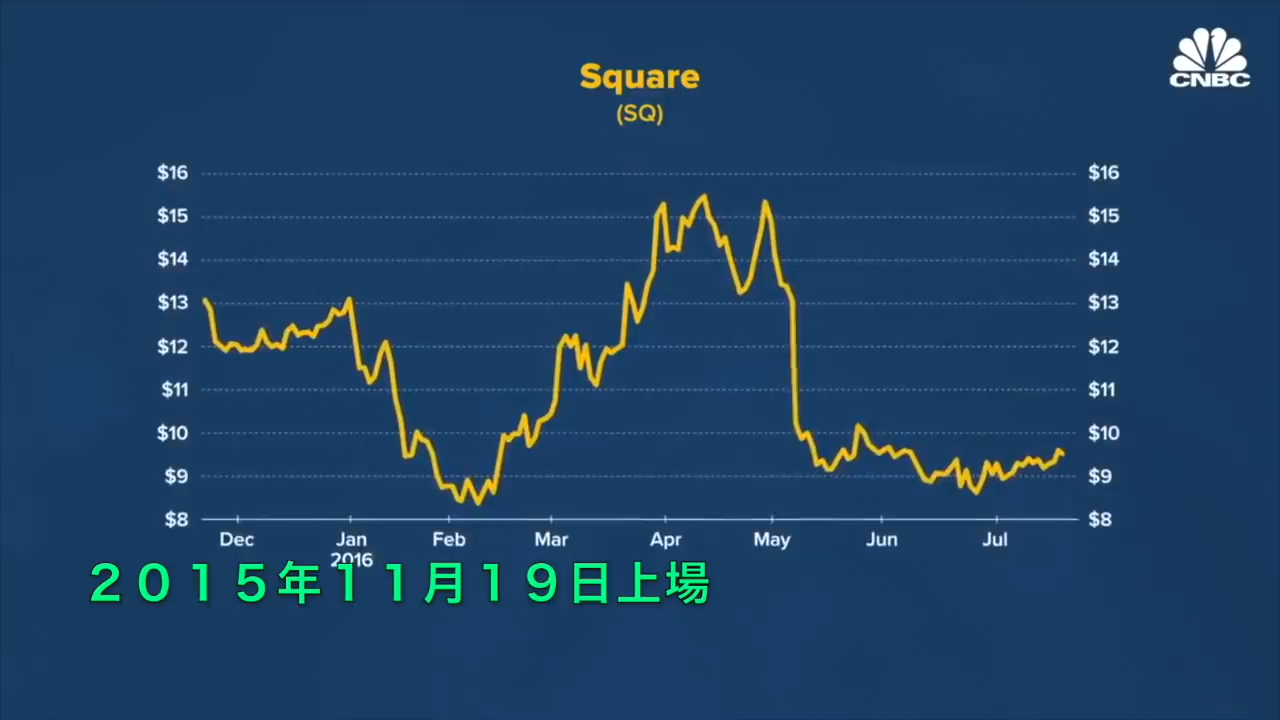 CNBC
Square
(SQ)
$16 $16
$15 $15
$14 $14
$13 $13
$12 $12
$11 $11
$10 $10
$9 $9
$8 $8
Dec Jan Feb Mar Apr May Jun Jul
2016
２０１５年１１月１９日上場